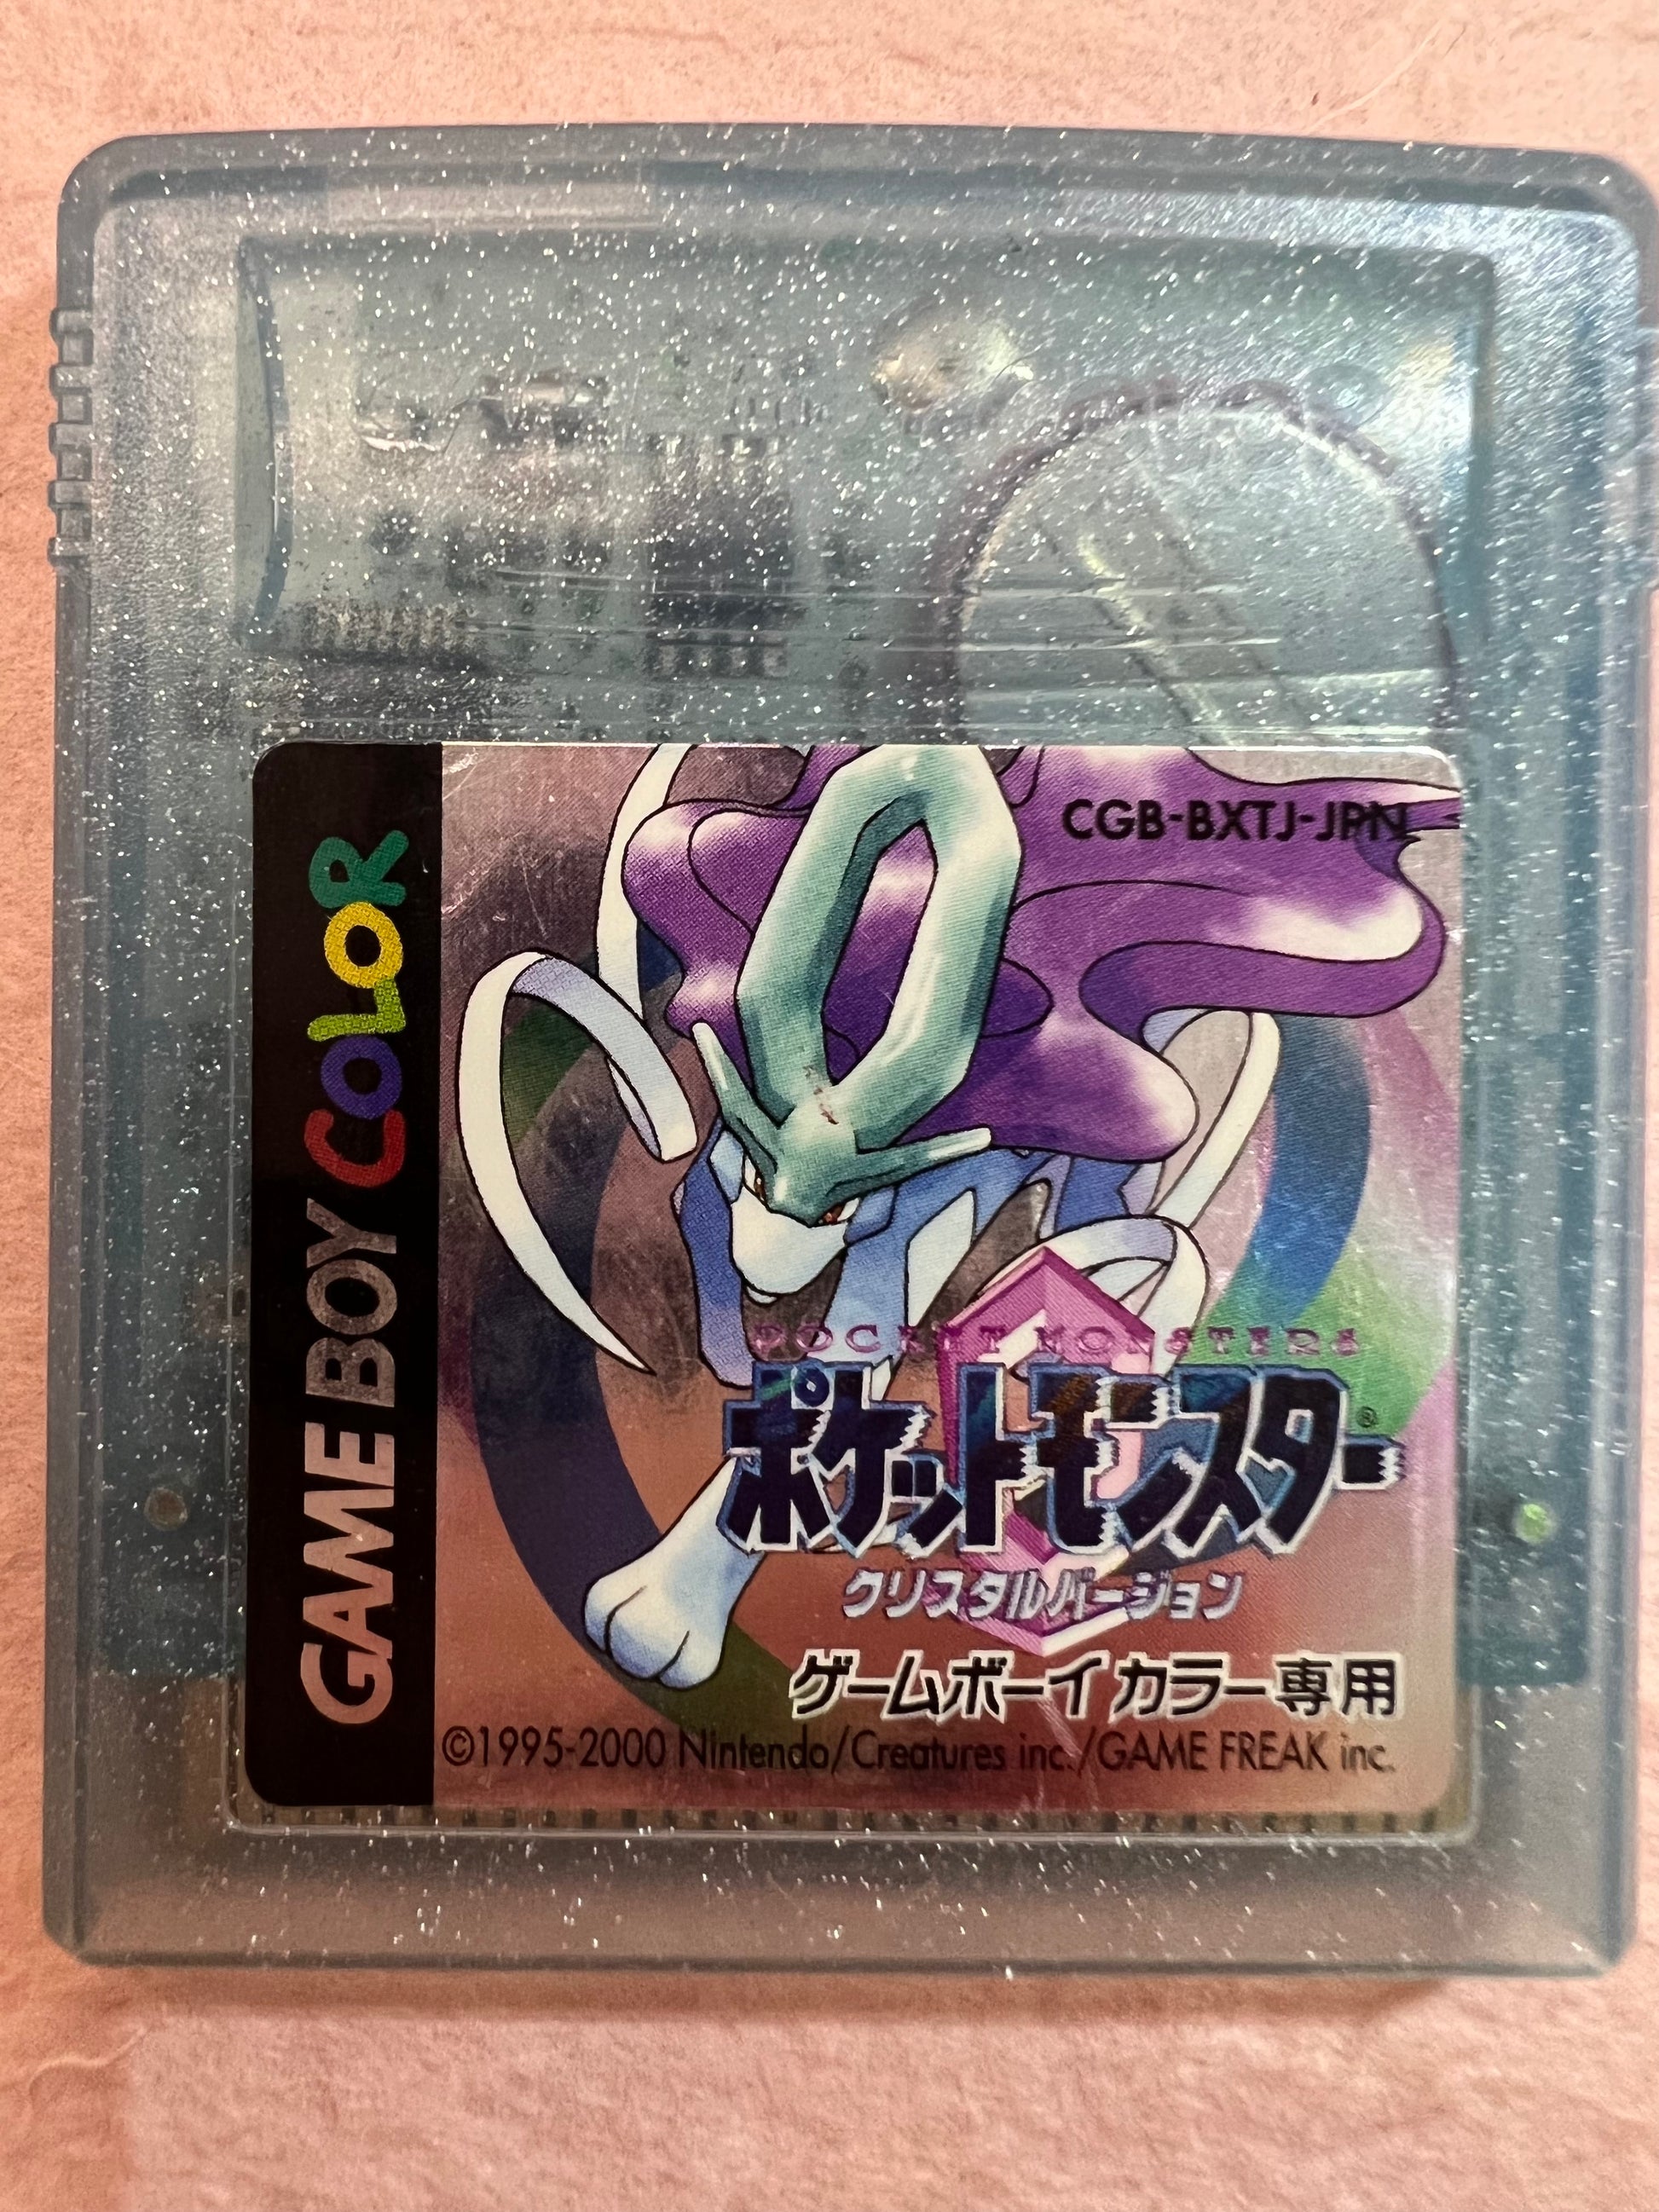 GAME BOY COLOR
CGB-BXTJ-JPN
POCKET MONSTERS
ポケットモンスター®
クリスタルバージョン
ゲームボーイカラー専用
©1995-2000 Nintendo/Creatures inc./GAME FREAK inc.